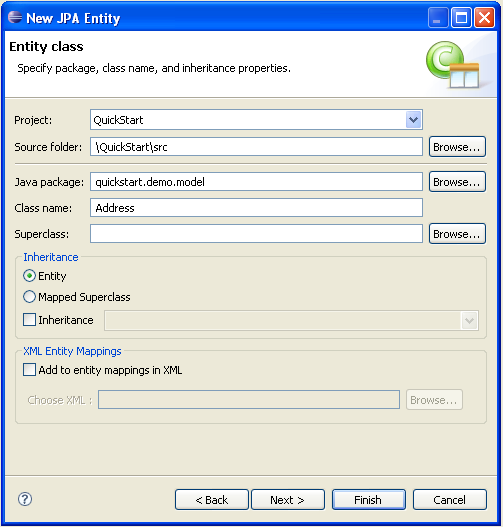 New JPA Entity
Entity class
Specify package, class name, and inheritance properties.
Project: QuickStart
Source folder: \QuickStart\src Browse...
Java package: quickstart.demo.model Browse...
Class name: Address
Superclass: Browse...
Inheritance
Entity
Mapped Superclass
Inheritance
XML Entity Mappings
Add to entity mappings in XML
Choose XML : Browse...
? < Back Next > Finish Cancel